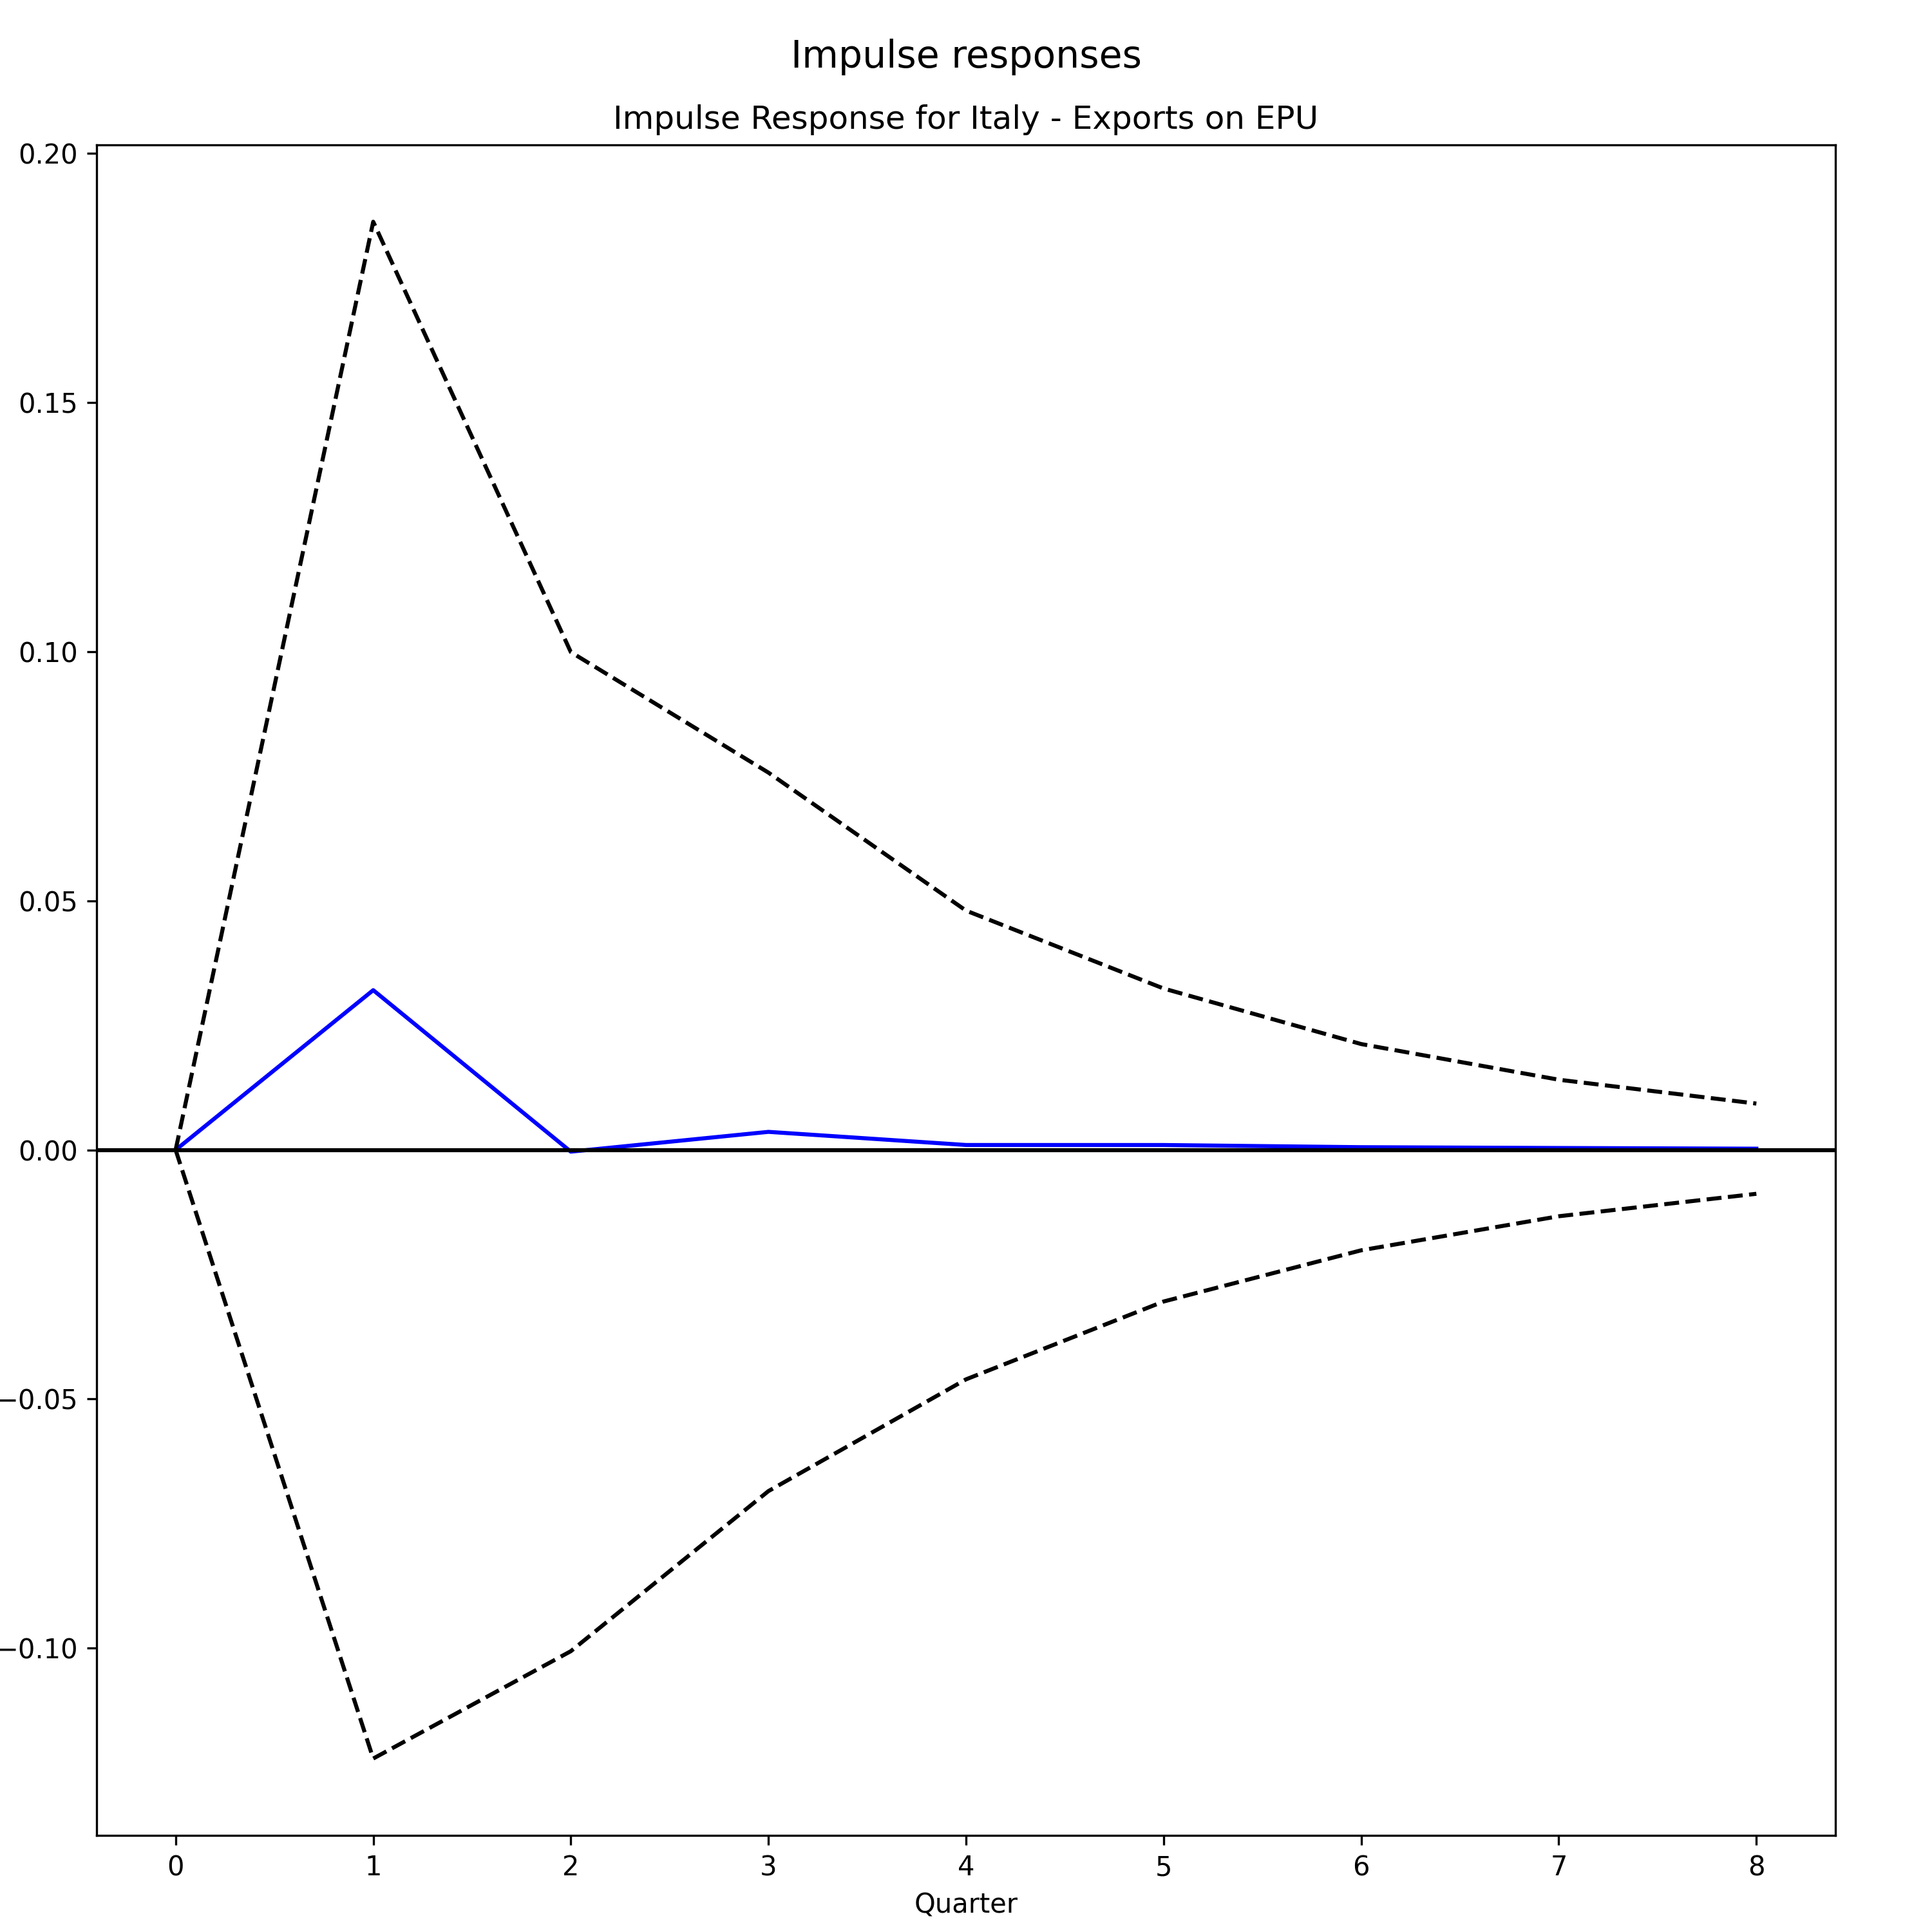 Impulse responses
Impulse Response for Italy - Exports on EPU
0.20
0.15
0.10
0.05
0.00
−0.05
−0.10
0 1 2 3 4 5 6 7 8
Quarter